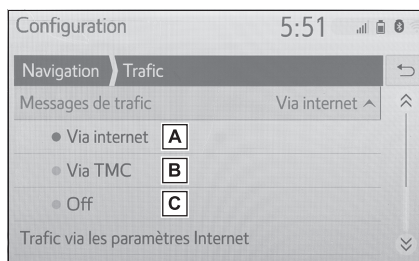 Configuration 5:51
Navigation Trafic
Messages de trafic Via internet
Via internet A
Via TMC B
Off C
Trafic via les paramètres Internet